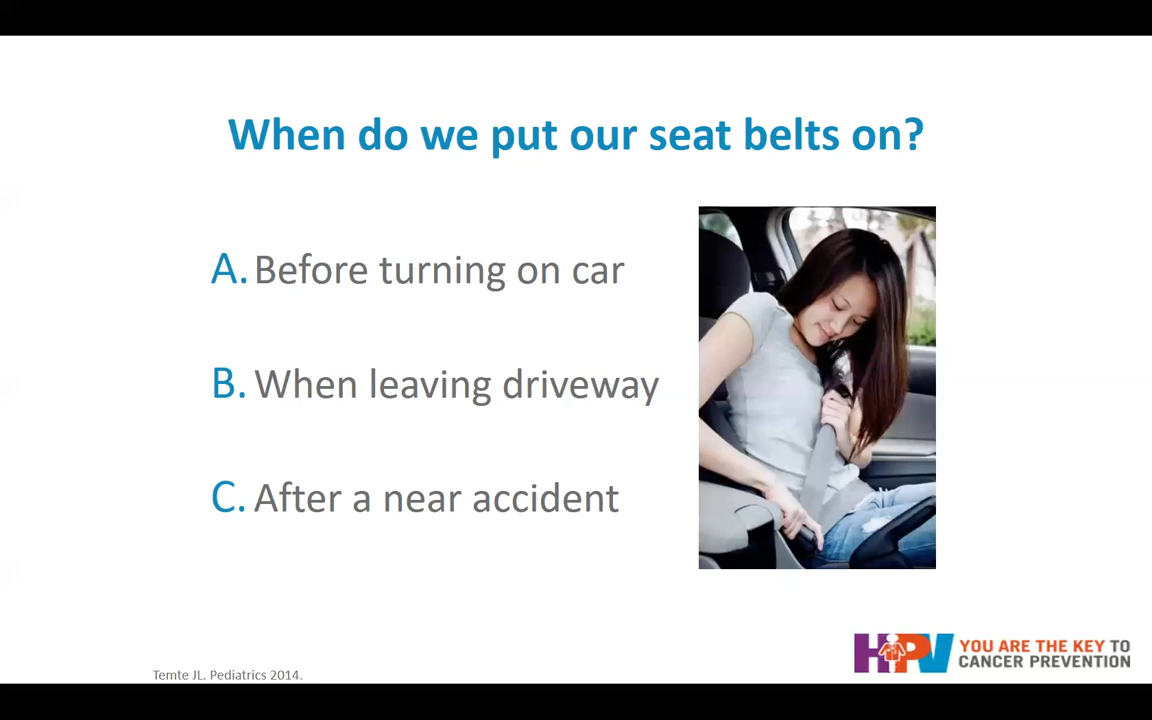 When do we put our seat belts on?
A. Before turning on car
B. When leaving driveway
C. After a near accident
Temte JL. Pediatrics 2014.
HPV
YOU ARE THE KEY TO
CANCER PREVENTION